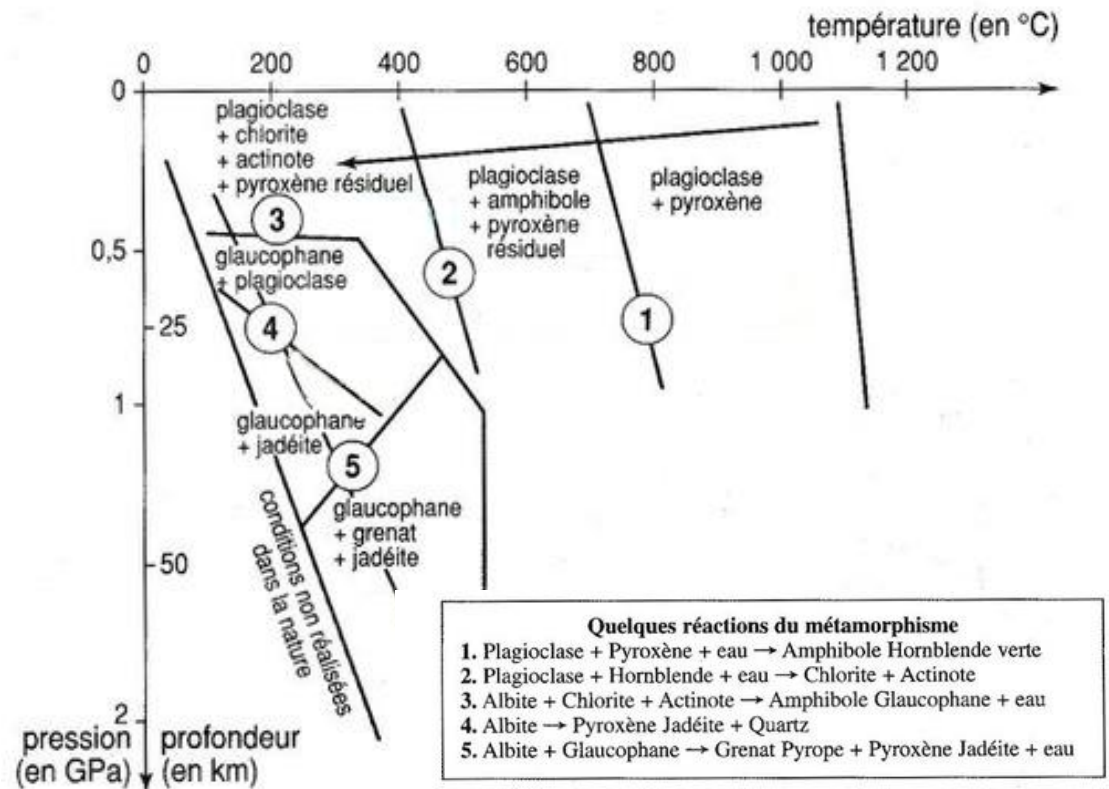 température (en °C)
0 200 400 600 800 1 000 1 200
0
plagioclase
+ chlorite
+ actinote
+ pyroxène résiduel
plagioclase
+ amphibole
+ pyroxène
résiduel
plagioclase
+ pyroxène
3
0,5
glaucophane
+ plagioclase
2
1
4
25
1
glaucophane
+ jadéite
5
glaucophane
+ grenat
+ jadéite
50
conditions non réalisées
dans la nature
2
pression
(en GPa)
profondeur
(en km)
Quelques réactions du métamorphisme
1. Plagioclase + Pyroxène + eau → Amphibole Hornblende verte
2. Plagioclase + Hornblende + eau → Chlorite + Actinote
3. Albite + Chlorite + Actinote → Amphibole Glaucophane + eau
4. Albite → Pyroxène Jadéite + Quartz
5. Albite + Glaucophane → Grenat Pyrope + Pyroxène Jadéite + eau